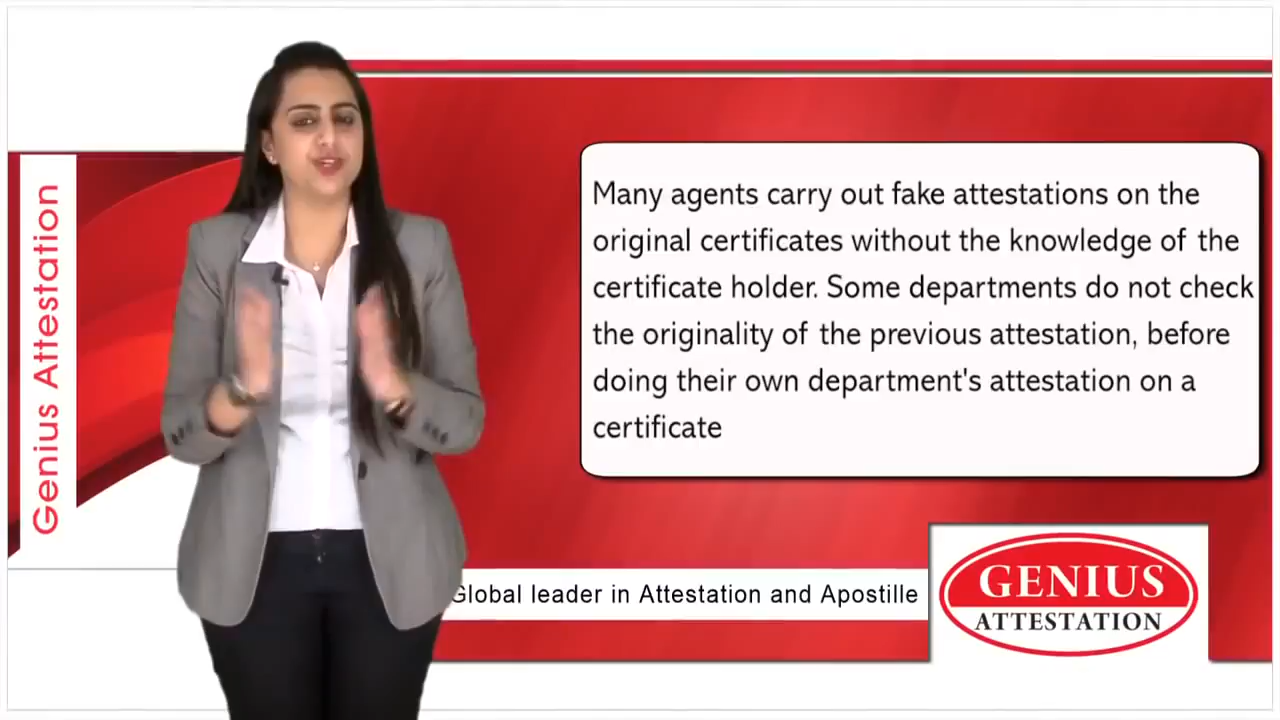 Genius Attestation
Many agents carry out fake attestations on the
original certificates without the knowledge of the
certificate holder. Some departments do not check
the originality of the previous attestation, before
doing their own department's attestation on a
certificate
Global leader in Attestation and Apostille
GENIUS
ATTESTATION